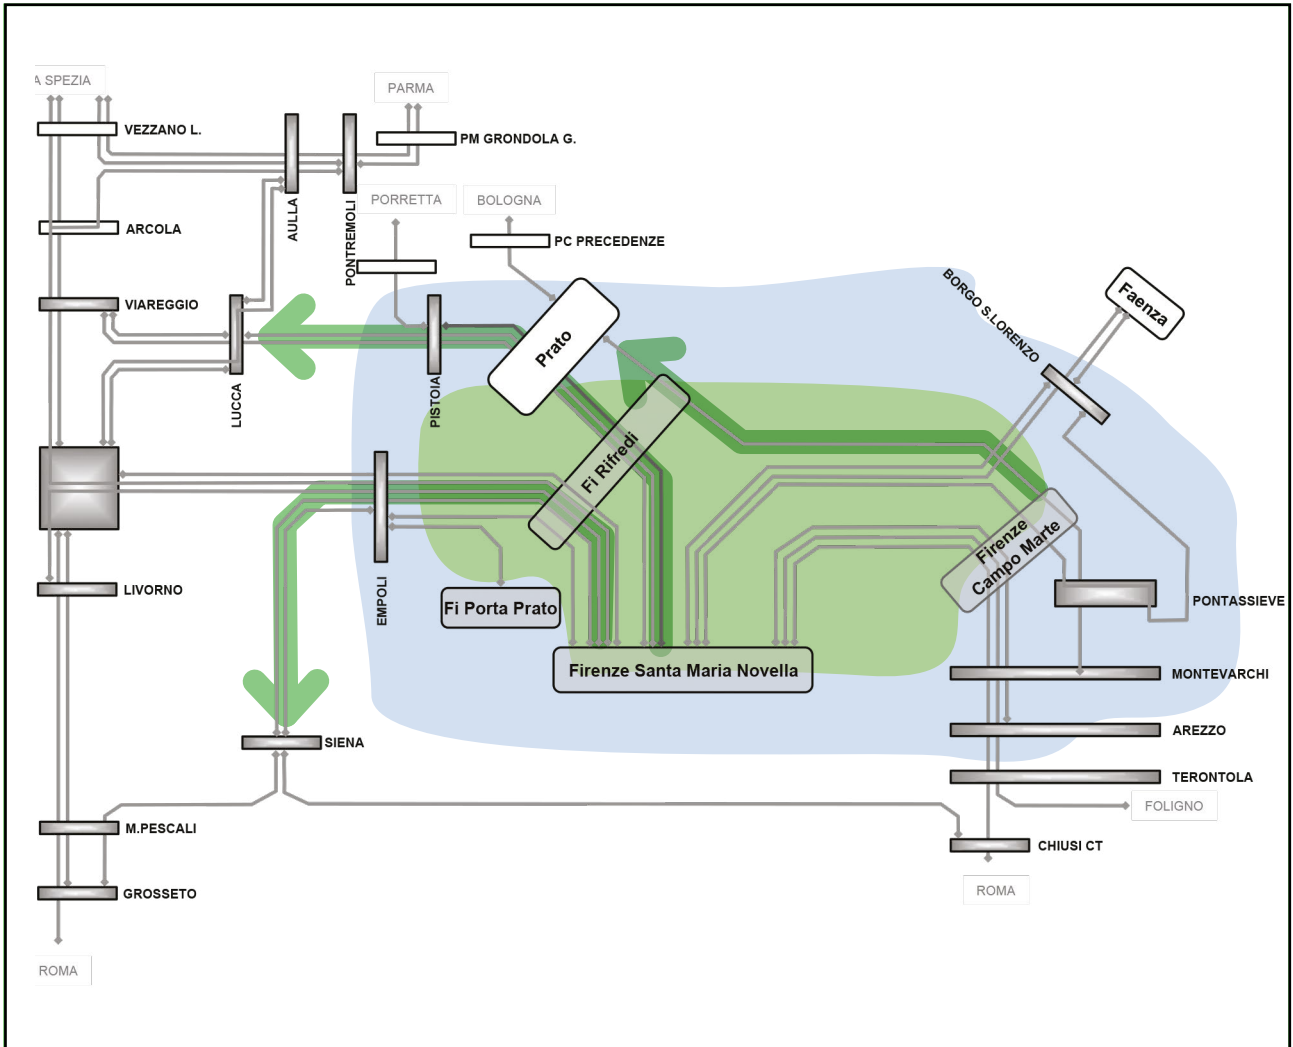 A SPEZIA
PARMA
VEZZANO L.
PM GRONDOLA G.
PORRETTA
BOLOGNA
AULLA
PONTREMOLI
ARCOLA
PC PRECEDENZE
BORGO S.LORENZO
Faenza
VIAREGGIO
Prato
LUCCA
PISTOIA
Fi Rifredi
Firenze
Campo Marte
EMPOLI
LIVORNO
Fi Porta Prato
PONTASSIEVE
Firenze Santa Maria Novella
MONTEVARCHI
SIENA
AREZZO
TERONTOLA
FOLIGNO
M.PESCALI
CHIUSI CT
GROSSETO
ROMA
ROMA